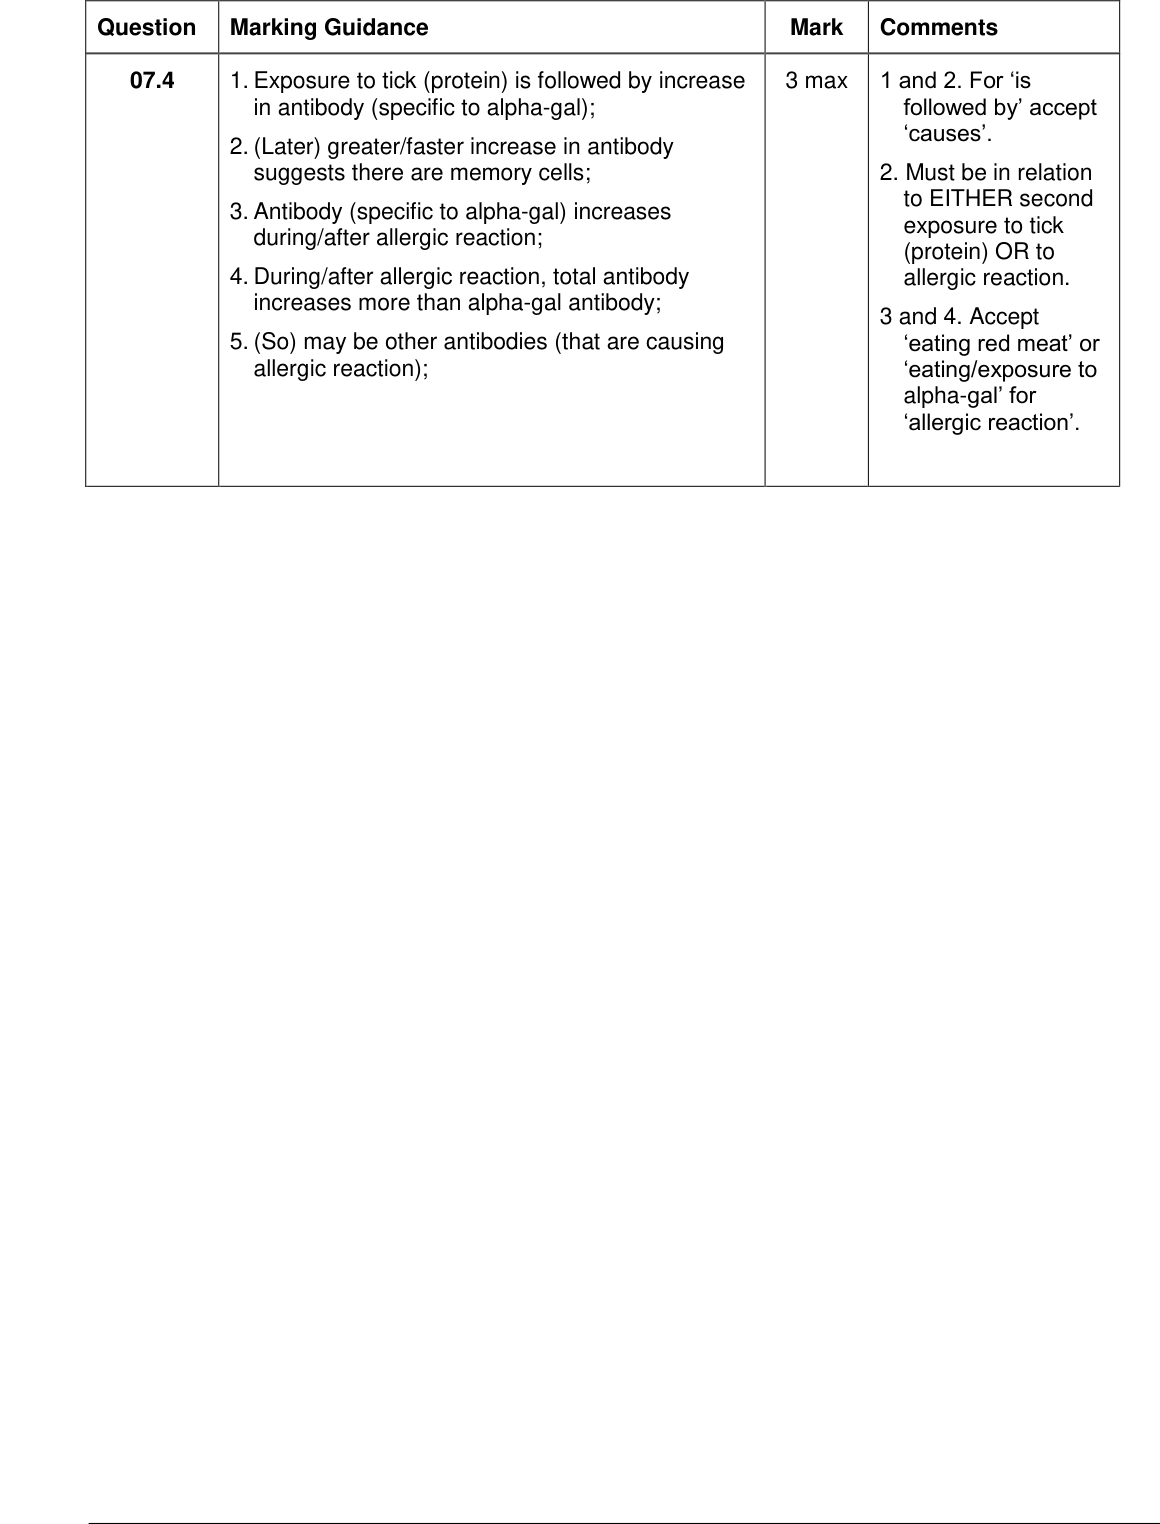 Question Marking Guidance Mark Comments
07.4
1. Exposure to tick (protein) is followed by increase
in antibody (specific to alpha-gal);
2. (Later) greater/faster increase in antibody
suggests there are memory cells;
3. Antibody (specific to alpha-gal) increases
during/after allergic reaction;
4. During/after allergic reaction, total antibody
increases more than alpha-gal antibody;
5. (So) may be other antibodies (that are causing
allergic reaction);
3 max
1 and 2. For ‘is
followed by’ accept
‘causes’.
2. Must be in relation
to EITHER second
exposure to tick
(protein) OR to
allergic reaction.
3 and 4. Accept
‘eating red meat’ or
‘eating/exposure to
alpha-gal’ for
‘allergic reaction’.